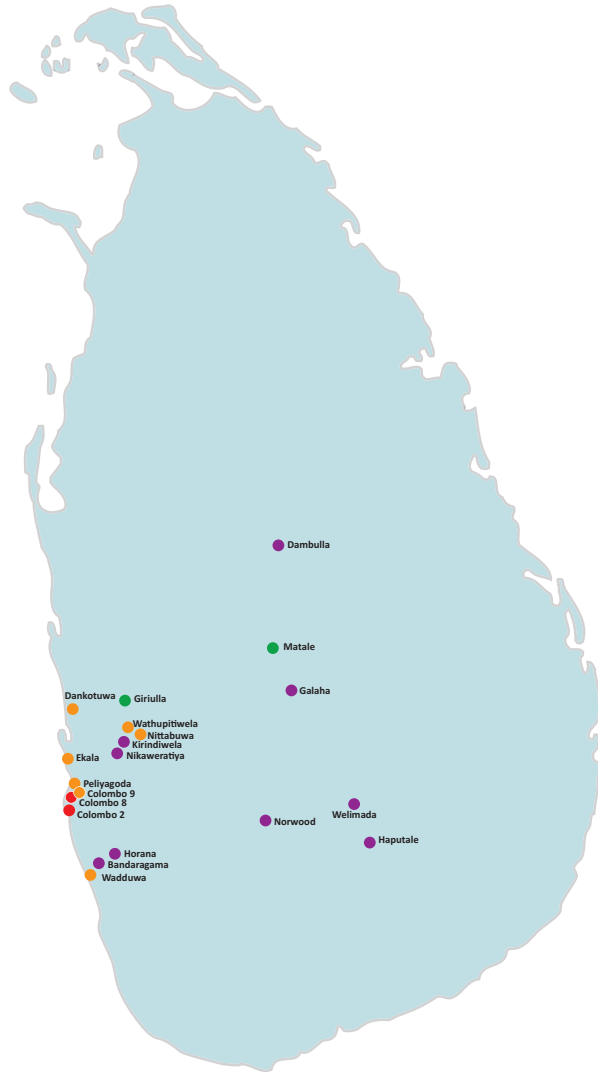 Dambulla
Matale
Galaha
Dankotuwa
Giriulla
Wathupitiwela
Nittabuwa
Kirindiwela
Nikaweratiya
Ekala
Peliyagoda
Colombo 9
Colombo 8
Colombo 2
Welimada
Norwood
Haputale
Horana
Bandaragama
Wadduwa